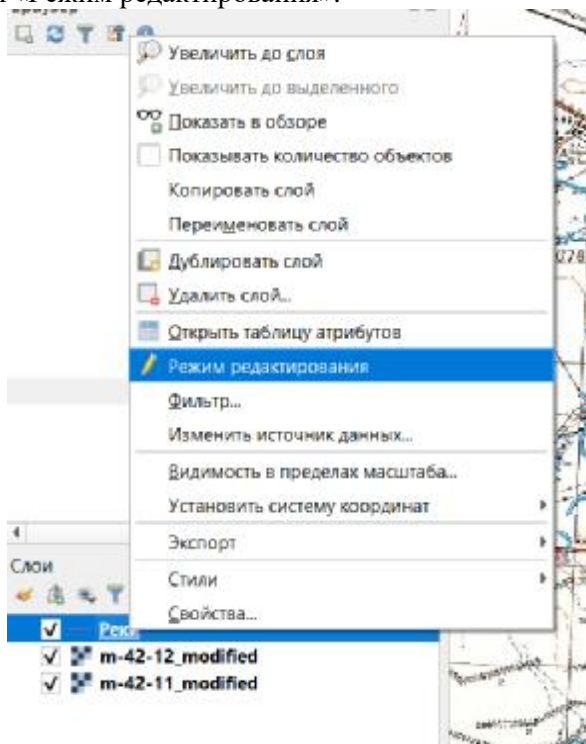 «Режим редактирования».
Увеличить до слоя
Увеличить до выделенного
Показать в обзоре
Показывать количество объектов
Копировать слой
Переименовать слой
Дублировать слой
Удалить слой...
Открыть таблицу атрибутов
Режим редактирования
Фильтр...
Изменить источник данных...
Видимость в пределах масштаба...
Установить систему координат
Экспорт
Стили
Свойства...
Слои
Реки
m-42-12_modified
m-42-11_modified